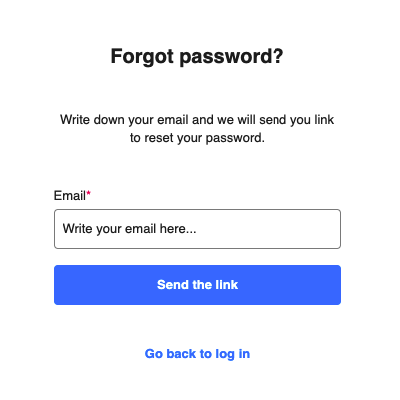 Forgot password?
Write down your email and we will send you link
to reset your password.
Email*
Write your email here...
Send the link
Go back to log in